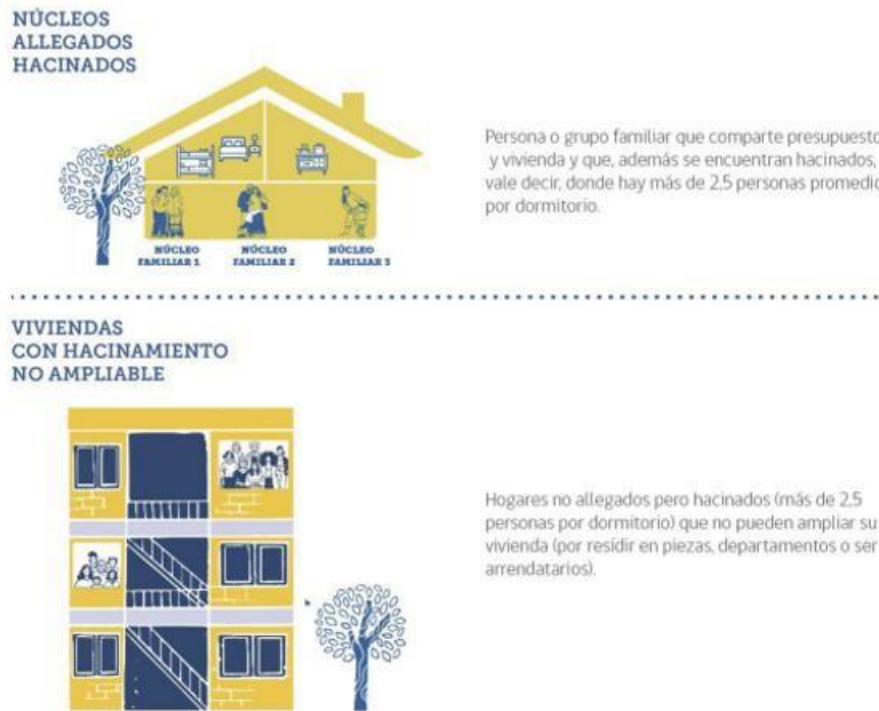 NÚCLEOS
ALLEGADOS
HACINADOS
Persona o grupo familiar que comparte presupuesto
y vivienda y que, además se encuentran hacinados,
vale decir, donde hay más de 2,5 personas promedio
por dormitorio.
NÚCLEO
FAMILIAR 1
NÚCLEO
FAMILIAR 2
NÚCLEO
FAMILIAR 3
VIVIENDAS
CON HACINAMIENTO
NO AMPLIABLE
Hogares no allegados pero hacinados (más de 2,5
personas por dormitorio) que no pueden ampliar su
vivienda (por residir en piezas, departamentos o ser
arrendatarios).